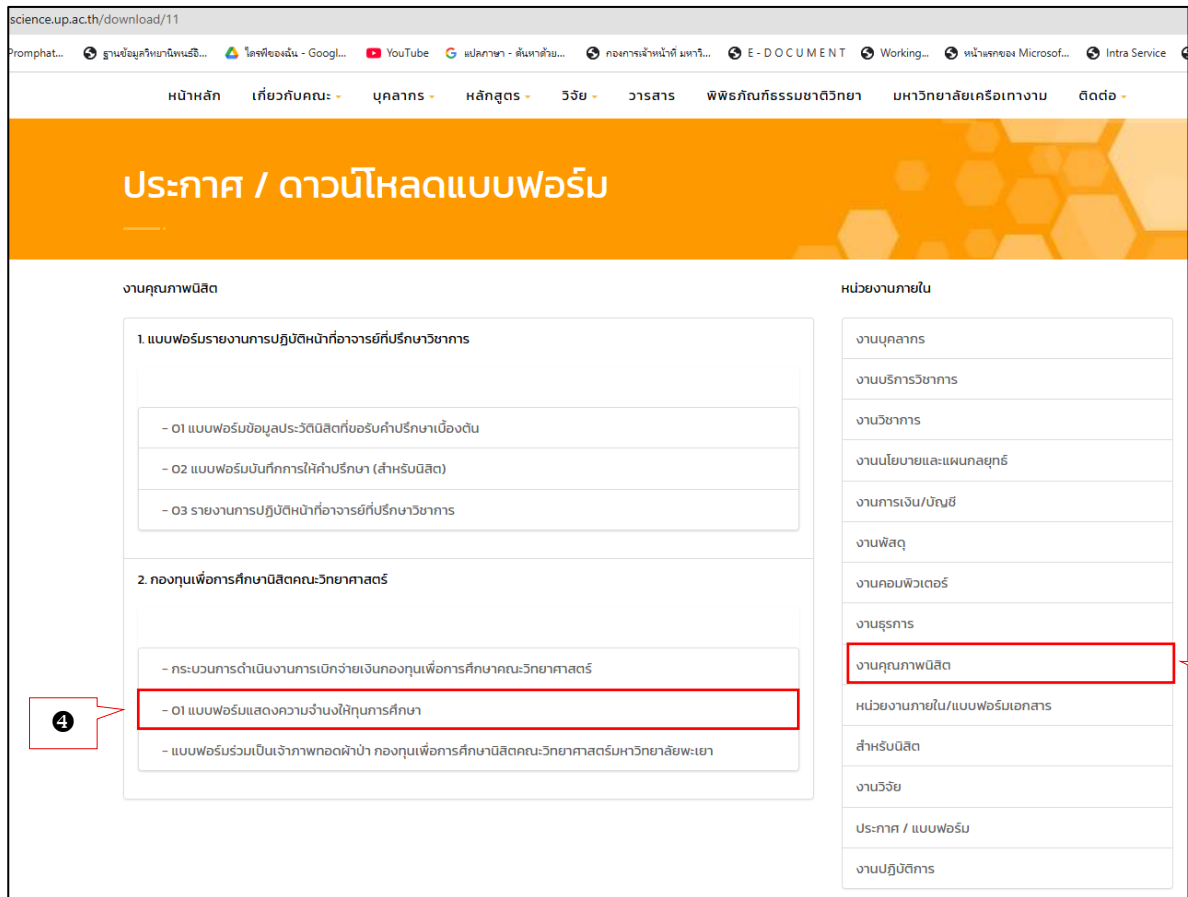 science.up.ac.th/download/11
Promphat... ฐานข้อมูลวิทยานิพนธ์อิ... ไดรฟ์ของฉัน - Googl... YouTube แปลภาษา - ค้นหาด้วย... กองการเจ้าหน้าที่ มหาวิ... E - D O C U M E N T Working... หน้าแรกของ Microsof... Intra Service
หน้าหลัก เกี่ยวกับคณะ บุคลากร หลักสูตร วิจัย วารสาร พิพิธภัณฑ์ธรรมชาติวิทยา มหาวิทยาลัยเครือเทางาม ติดต่อ
ประกาศ / ดาวน์โหลดแบบฟอร์ม
งานคุณภาพนิสิต
1. แบบฟอร์มรายงานการปฏิบัติหน้าที่อาจารย์ที่ปรึกษาวิชาการ
- 01 แบบฟอร์มข้อมูลประวัตินิสิตที่ขอรับคำปรึกษาเบื้องต้น
- 02 แบบฟอร์มบันทึกการให้คำปรึกษา (สำหรับนิสิต)
- 03 รายงานการปฏิบัติหน้าที่อาจารย์ที่ปรึกษาวิชาการ
2. กองทุนเพื่อการศึกษานิสิตคณะวิทยาศาสตร์
- กระบวนการดำเนินงานการเบิกจ่ายเงินกองทุนเพื่อการศึกษาคณะวิทยาศาสตร์
❹
- 01 แบบฟอร์มแสดงความจำนงให้ทุนการศึกษา
- แบบฟอร์มร่วมเป็นเจ้าภาพทอดผ้าป่า กองทุนเพื่อการศึกษานิสิตคณะวิทยาศาสตร์มหาวิทยาลัยพะเยา
หน่วยงานภายใน
งานบุคลากร
งานบริการวิชาการ
งานวิชาการ
งานนโยบายและแผนกลยุทธ์
งานการเงิน/บัญชี
งานพัสดุ
งานคอมพิวเตอร์
งานธุรการ
งานคุณภาพนิสิต
หน่วยงานภายใน/แบบฟอร์มเอกสาร
สำหรับนิสิต
งานวิจัย
ประกาศ / แบบฟอร์ม
งานปฏิบัติการ